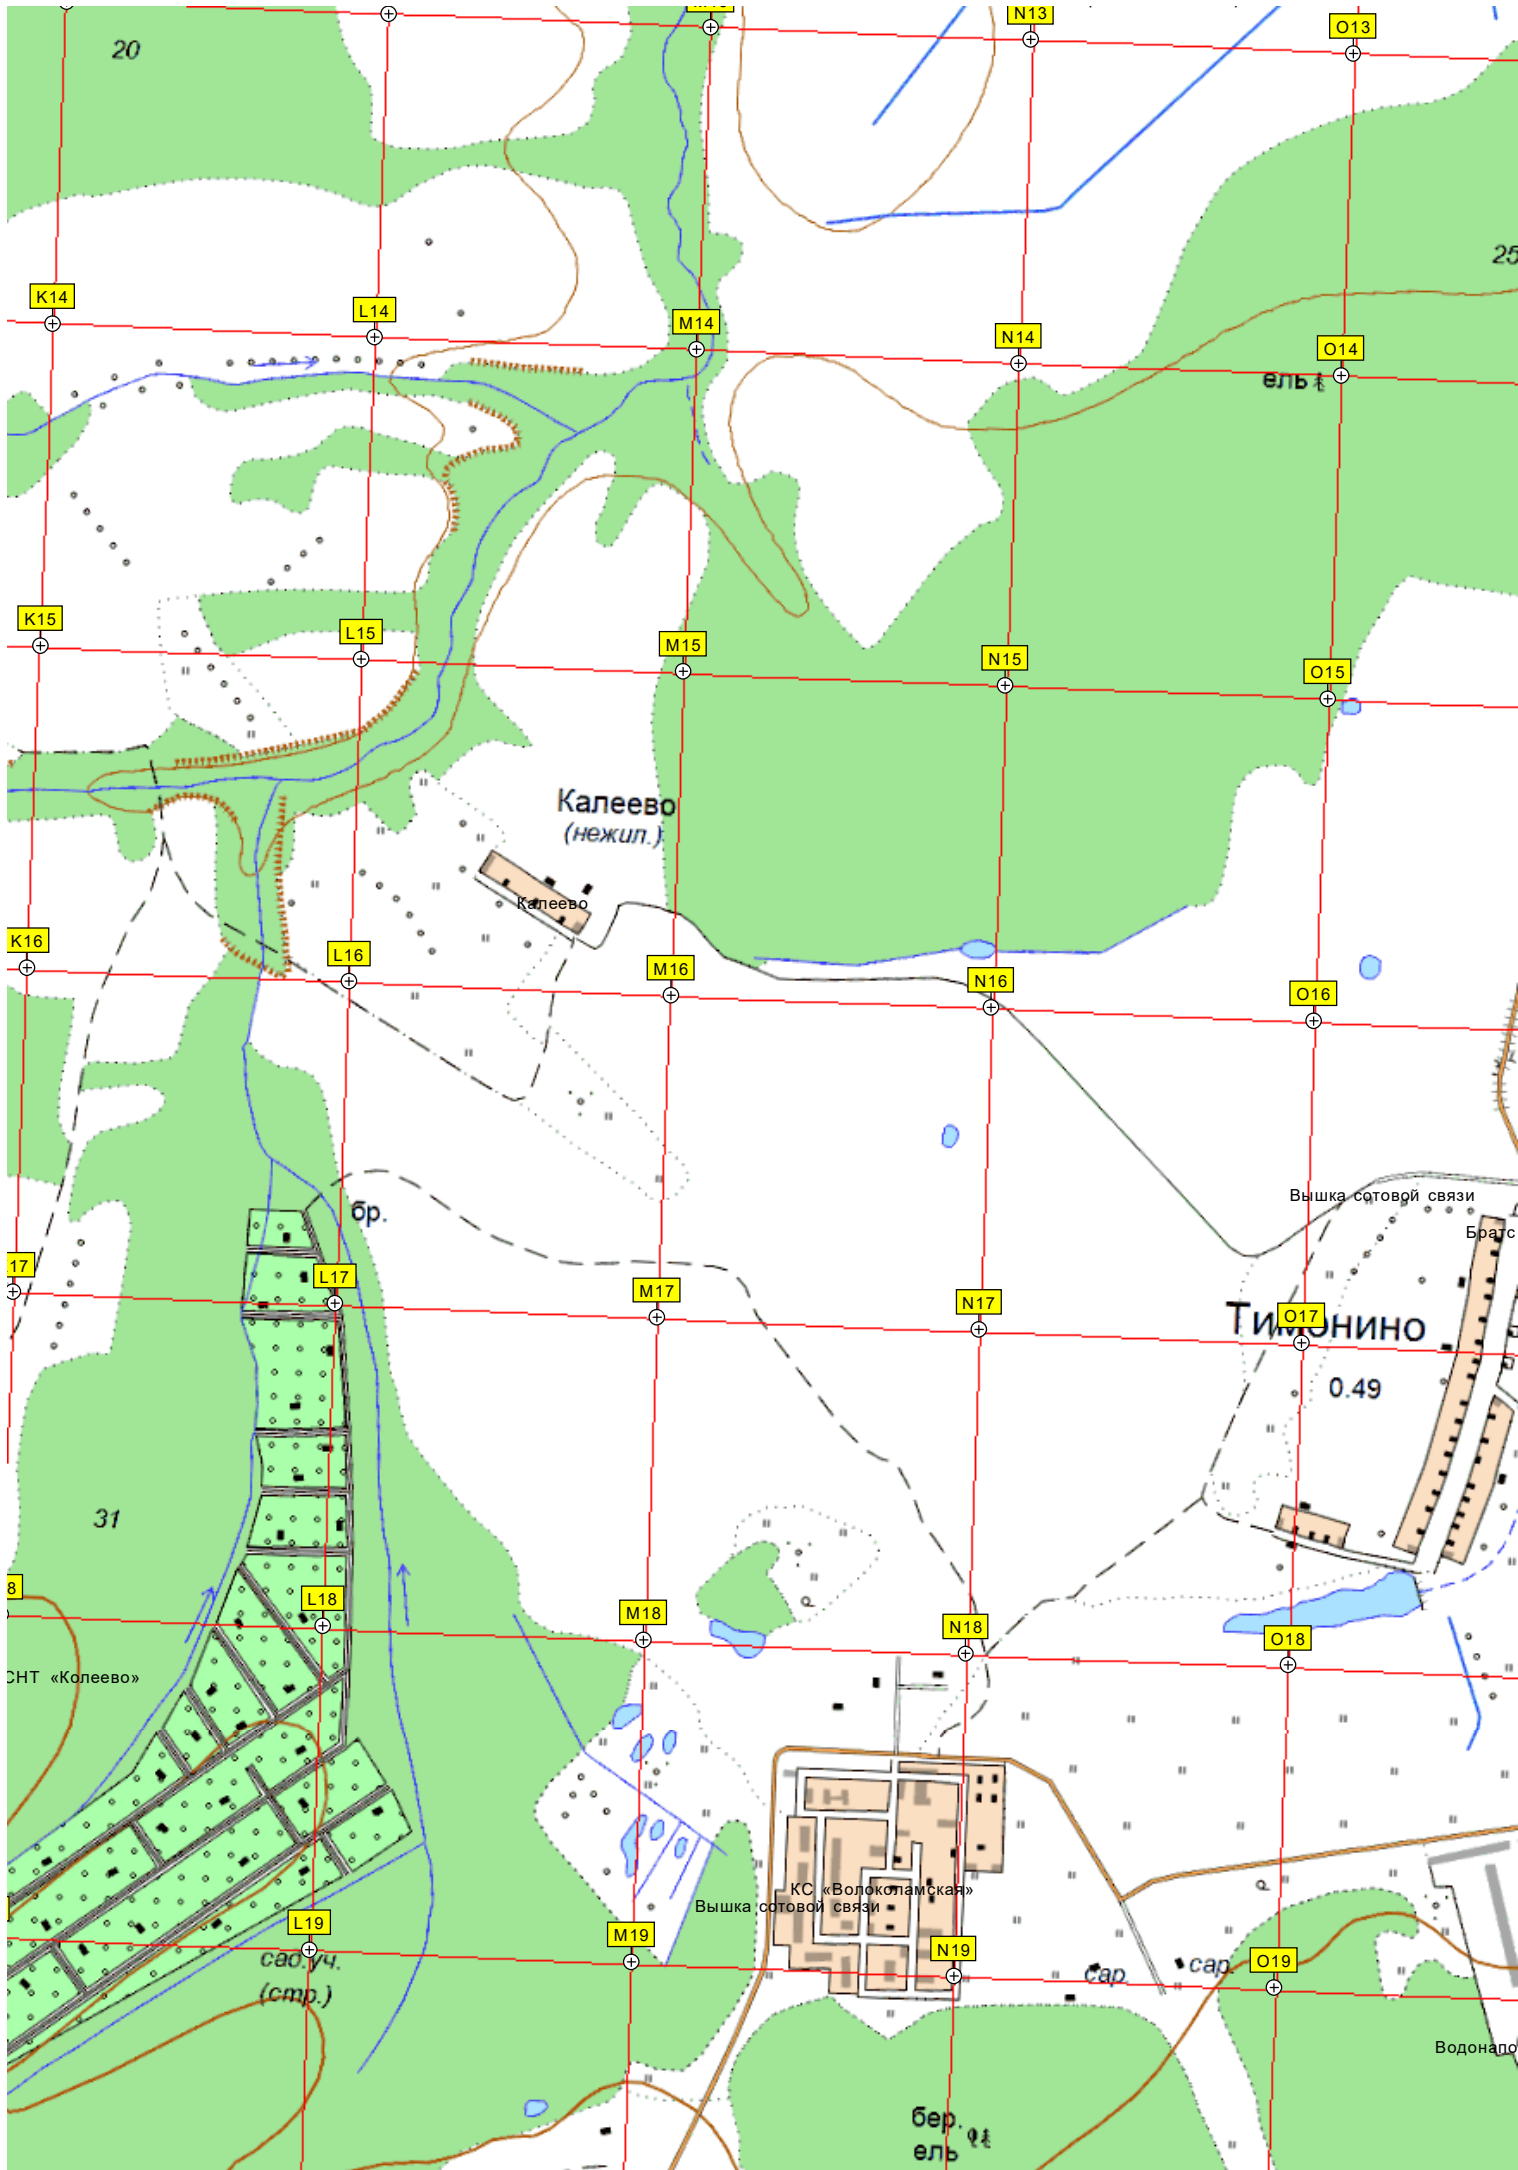 N13
O13
20
25
K14
L14
M14
N14
O14
ель
K15
L15
M15
N15
O15
Калеево
(нежил.)
Калеево
K16
L16
M16
N16
O16
Вышка сотовой связи
бр.
Братс
17
L17
M17
N17
O17
Тимонино
0.49
31
8
L18
M18
N18
O18
СНТ «Колеево»
КС «Волоколамская»
Вышка сотовой связи
L19
M19
N19
O19
сад.уч.
(стр.)
сар.
сар.
Водонапо
бер.
ель